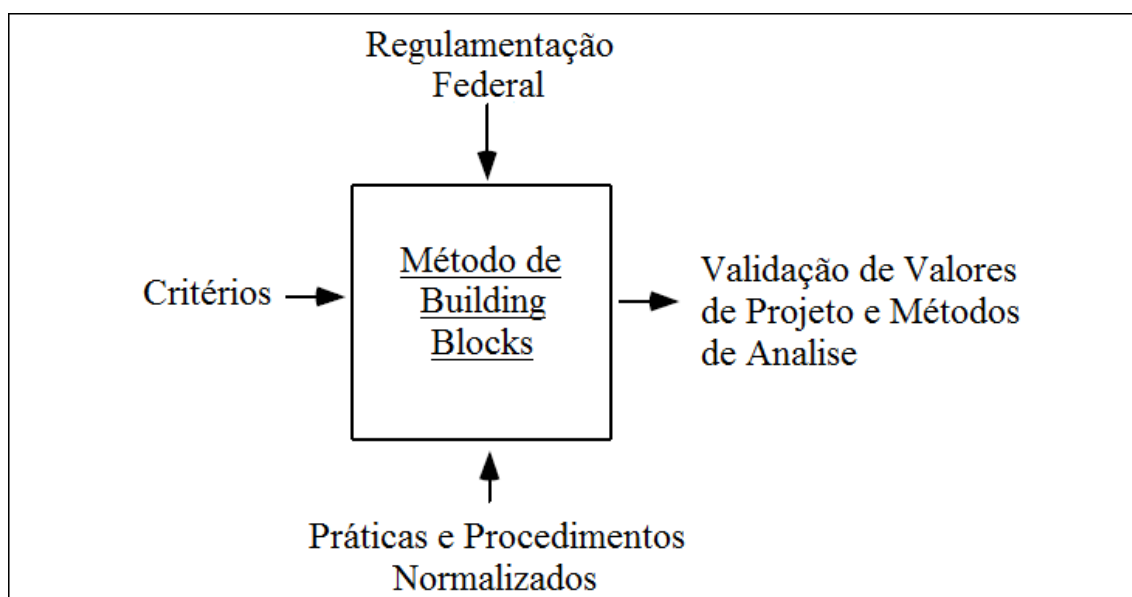 Regulamentação
Federal
Critérios
Método de
Building
Blocks
Validação de Valores
de Projeto e Métodos
de Analise
Práticas e Procedimentos
Normalizados